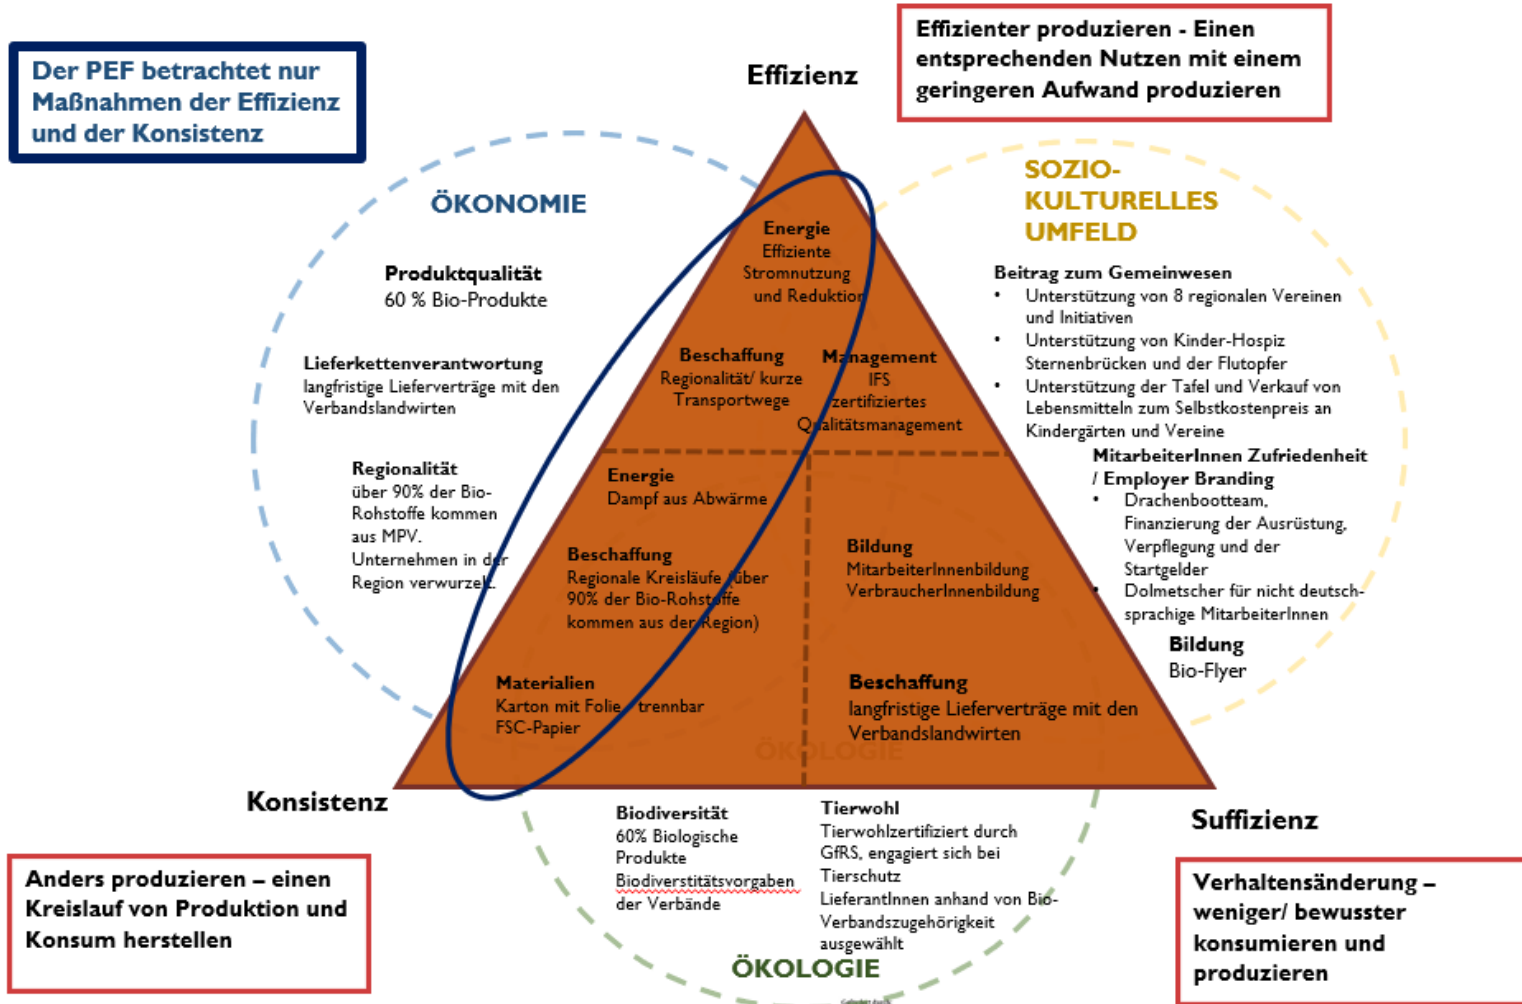 Der PEF betrachtet nur
Maßnahmen der Effizienz
und der Konsistenz
Effizienz
Effizienter produzieren - Einen
entsprechenden Nutzen mit einem
geringeren Aufwand produzieren
ÖKONOMIE
Produktqualität
60 % Bio-Produkte
Lieferkettenverantwortung
langfristige Lieferverträge mit den
Verbandslandwirten
Regionalität
über 90% der Bio-
Rohstoffe kommen
aus MPV.
Unternehmen in der
Region verwurzelt.
SOZIO-
KULTURELLES
UMFELD
Beitrag zum Gemeinwesen
• Unterstützung von 8 regionalen Vereinen
und Initiativen
• Unterstützung von Kinder-Hospiz
Sternenbrücken und der Flutopfer
• Unterstützung der Tafel und Verkauf von
Lebensmitteln zum Selbstkostenpreis an
Kindergärten und Vereine
MitarbeiterInnen Zufriedenheit
/ Employer Branding
• Drachenbootteam,
Finanzierung der Ausrüstung,
Verpflegung und der
Startgelder
• Dolmetscher für nicht deutsch-
sprachige MitarbeiterInnen
Bildung
Bio-Flyer
Energie
Effiziente
Stromnutzung
und Reduktion
Beschaffung
Regionalität/ kurze
Transportwege
Management
IFS
zertifiziertes
Qualitätsmanagement
Energie
Dampf aus Abwärme
Beschaffung
Regionale Kreisläufe (über
90% der Bio-Rohstoffe
kommen aus der Region)
Materialien
Karton mit Folie trennbar
FSC-Papier
Bildung
MitarbeiterInnenbildung
VerbraucherInnenbildung
Beschaffung
langfristige Lieferverträge mit den
Verbandslandwirten
ÖKOLOGIE
Konsistenz
Suffizienz
Biodiversität
60% Biologische
Produkte
Biodiverstitätsvorgaben
der Verbände
Tierwohl
Tierwohlzertifiziert durch
GfRS, engagiert sich bei
Tierschutz
LieferantInnen anhand von Bio-
Verbandszugehörigkeit
ausgewählt
ÖKOLOGIE
Anders produzieren – einen
Kreislauf von Produktion und
Konsum herstellen
Verhaltensänderung –
weniger/ bewusster
konsumieren und
produzieren